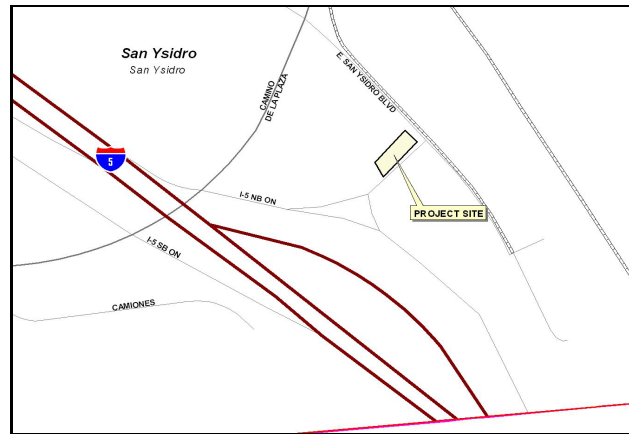 San Ysidro
San Ysidro
E. SAN YSIDRO BLVD
CAMINO
DE LA PLAZA
5
I-5 NB ON
PROJECT SITE
I-5 SB ON
CAMIONES